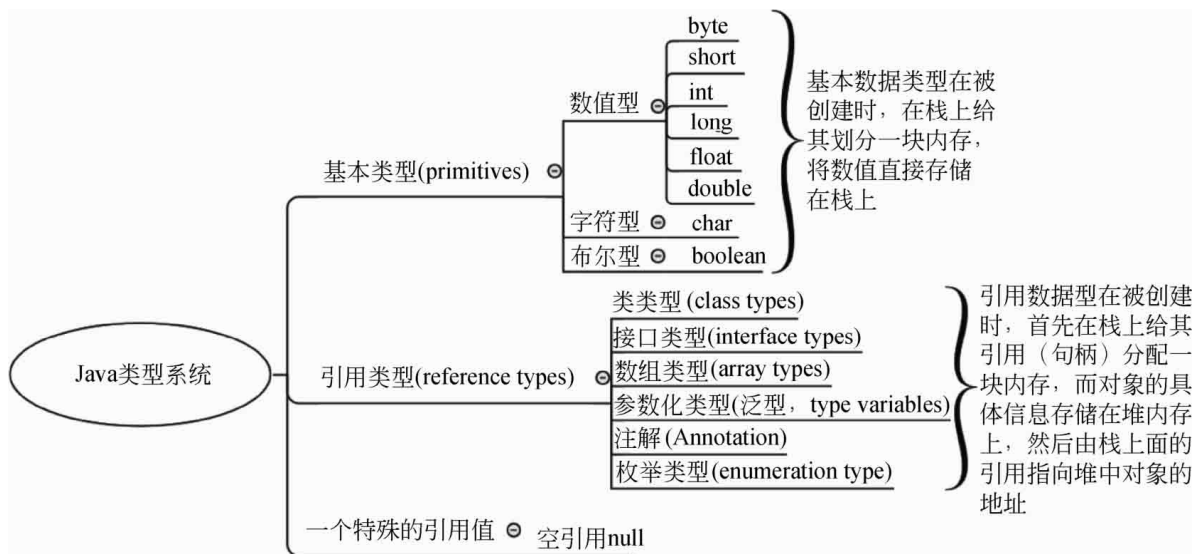 Java类型系统
基本类型(primitives)
数值型
byte
short
int
long
float
double
字符型
char
布尔型
boolean
基本数据类型在被
创建时，在栈上给
其划分一块内存，
将数值直接存储
在栈上
引用类型(reference types)
类类型(class types)
接口类型(interface types)
数组类型(array types)
参数化类型(泛型，type variables)
注解(Annotation)
枚举类型(enumeration type)
引用数据型在被创建
时，首先在栈上给其
引用（句柄）分配一
块内存，而对象的具
体信息存储在堆内存
上，然后由栈上面的
引用指向堆中对象的
地址
一个特殊的引用值
空引用null